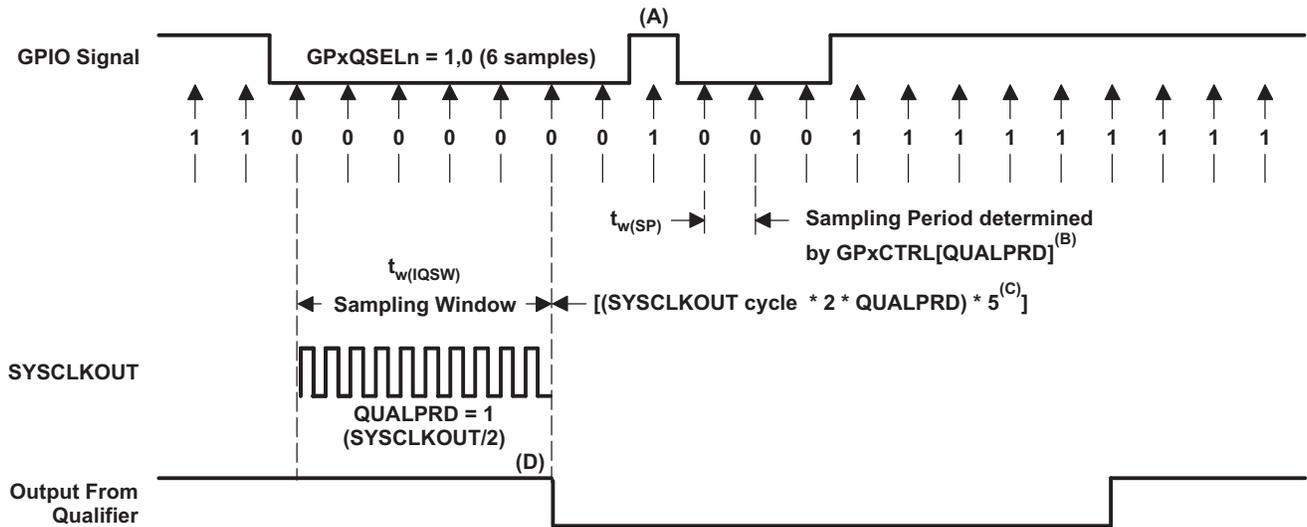 (A)
GPIO Signal
GPxQSELn = 1,0 (6 samples)
1 1 0 0 0 0 0 0 0 1 0 0 0 1 1 1 1 1 1 1 1 1
tw(SP)
Sampling Period determined
by GPxCTRL[QUALPRD](B)
tw(IQSW)
Sampling Window
[(SYSCLKOUT cycle * 2 * QUALPRD) * 5(C)]
SYSCLKOUT
QUALPRD = 1
(SYSCLKOUT/2)
(D)
Output From
Qualifier